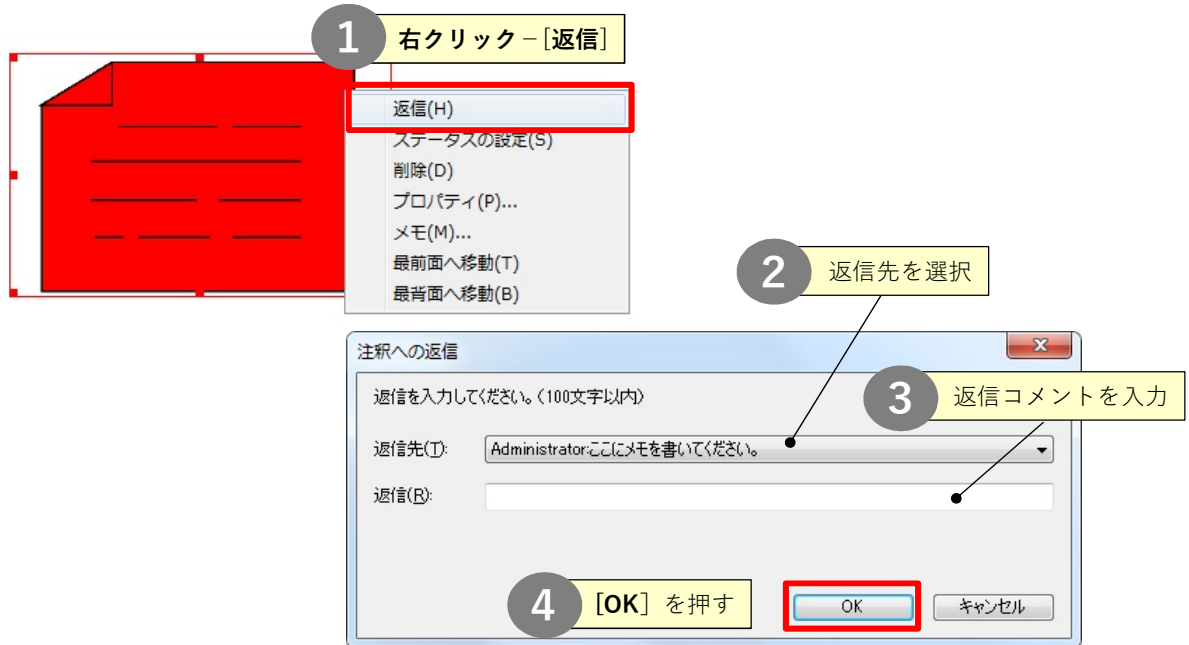 1 右クリック－[返信]
返信(H)
ステータスの設定(S)
削除(D)
プロパティ(P)...
メモ(M)...
最前面へ移動(T)
最背面へ移動(B)
2 返信先を選択
注釈への返信
返信を入力してください。(100文字以内)
3 返信コメントを入力
返信先(T): Administrator:ここにメモを書いてください。
返信(R):
4 [OK] を押す
OK キャンセル